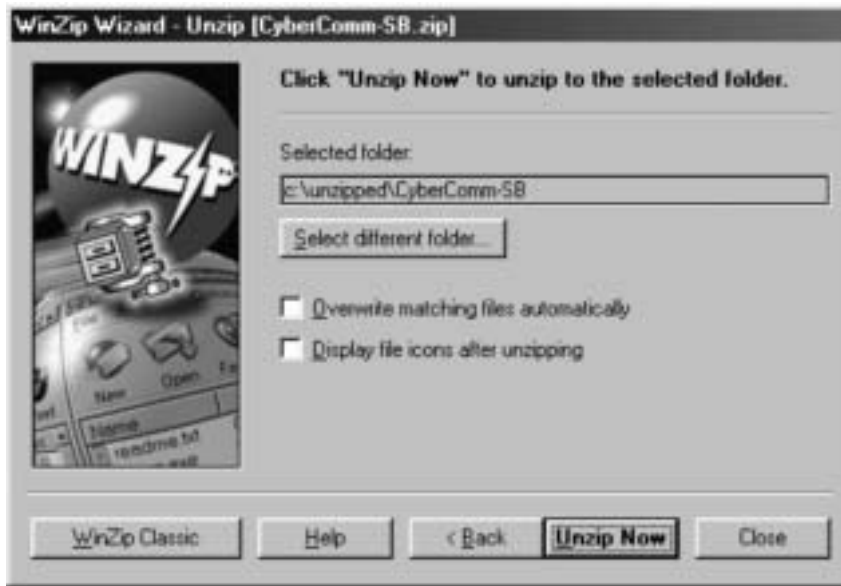 WinZip Wizard - Unzip [CyberComm-SB.zip]
WINZIP
New
Open
Name
readme.txt
Click "Unzip Now" to unzip to the selected folder.
Selected folder:
c:\unzipped\CyberComm-SB
Select different folder...
Overwrite matching files automatically
Display file icons after unzipping
WinZip Classic
Help
< Back
Unzip Now
Close